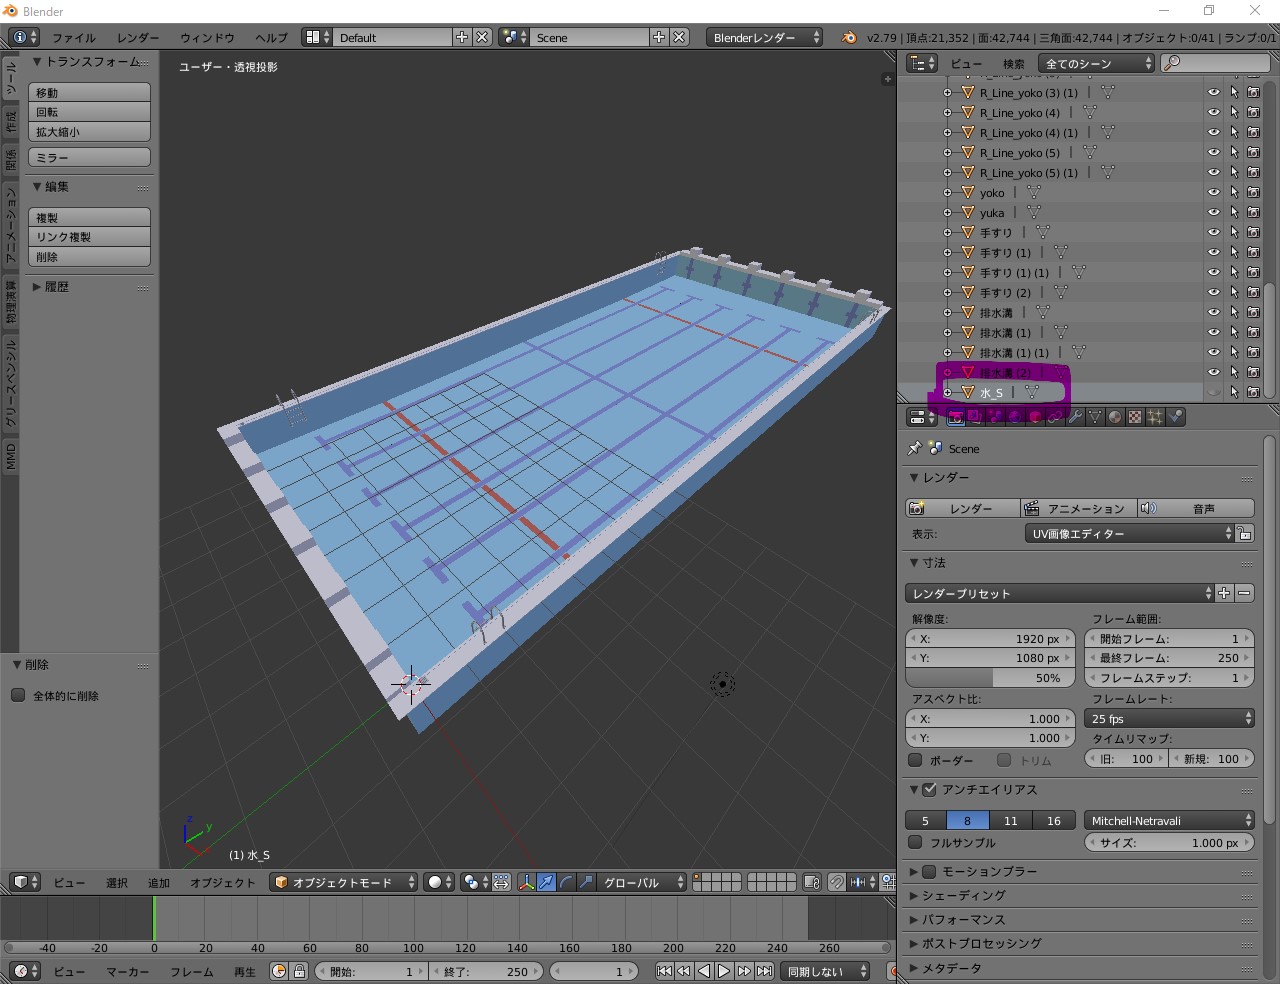 Blender
ファイル レンダー ウィンドウ ヘルプ Default Scene Blenderレンダー v2.79 | 頂点:21,352 | 面:42,744 | 三角面:42,744 | オブジェクト:0/41 | ランプ:0/1
ツール
作成
関係
アニメーション
物理演算
グリースペンシル
MMD
トランスフォーム
移動
回転
拡大縮小
ミラー
編集
複製
リンク複製
削除
履歴
削除
全体的に削除
ユーザー・透視投影
z
y
(1) 水_S
ビュー 選択 追加 オブジェクト オブジェクトモード グローバル
-40 -20 0 20 40 60 80 100 120 140 160 180 200 220 240 260
ビュー マーカー フレーム 再生 開始: 1 終了: 250 1 同期しない
ビュー 検索 全てのシーン
R_Line_yoko (3) (1)
R_Line_yoko (4)
R_Line_yoko (4) (1)
R_Line_yoko (5)
R_Line_yoko (5) (1)
yoko
yuka
手すり
手すり (1)
手すり (1) (1)
手すり (2)
排水溝
排水溝 (1)
排水溝 (1) (1)
排水溝 (2)
水_S
Scene
レンダー
レンダー アニメーション 音声
表示: UV画像エディター
寸法
レンダープリセット
解像度: フレーム範囲:
X: 1920 px 開始フレーム: 1
Y: 1080 px 最終フレーム: 250
50% フレームステップ: 1
アスペクト比: フレームレート:
X: 1.000 25 fps
Y: 1.000 タイムリマップ:
ボーダー トリム 旧: 100 新規: 100
アンチエイリアス
5 8 11 16 Mitchell-Netravali
フルサンプル サイズ: 1.000 px
モーションブラー
シェーディング
パフォーマンス
ポストプロセッシング
メタデータ